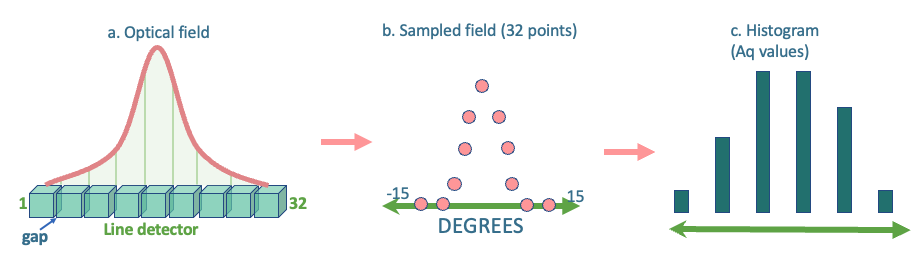 a. Optical field
1
32
gap
Line detector
b. Sampled field (32 points)
-15
15
DEGREES
c. Histogram
(Aq values)